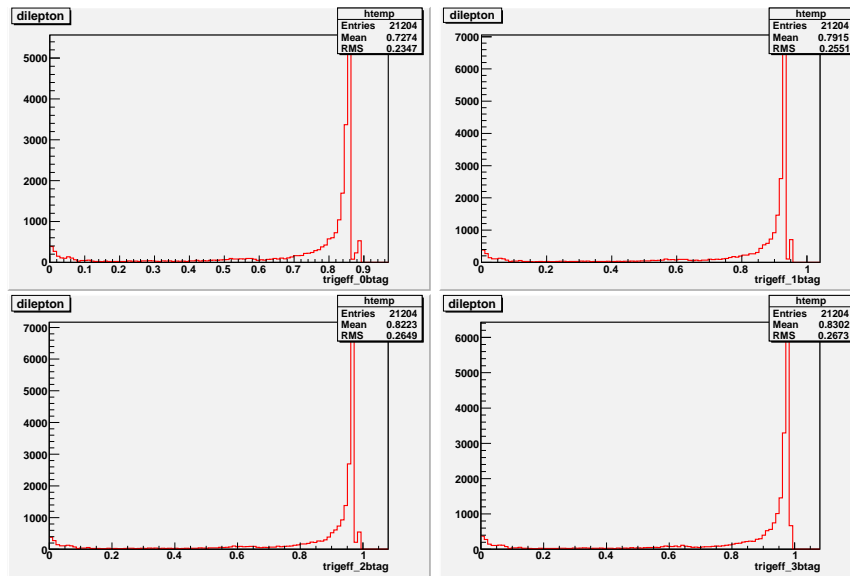 dilepton
htemp
Entries 21204
Mean 0.7274
RMS 0.2347
5000
4000
3000
2000
1000
0
0 0.1 0.2 0.3 0.4 0.5 0.6 0.7 0.8 0.9
trigeff_0btag
dilepton
htemp
Entries 21204
Mean 0.7915
RMS 0.2551
7000
6000
5000
4000
3000
2000
1000
0
0 0.2 0.4 0.6 0.8 1
trigeff_1btag
dilepton
htemp
Entries 21204
Mean 0.8223
RMS 0.2649
7000
6000
5000
4000
3000
2000
1000
0
0 0.2 0.4 0.6 0.8 1
trigeff_2btag
dilepton
htemp
Entries 21204
Mean 0.8302
RMS 0.2673
6000
5000
4000
3000
2000
1000
0
0 0.2 0.4 0.6 0.8 1
trigeff_3btag